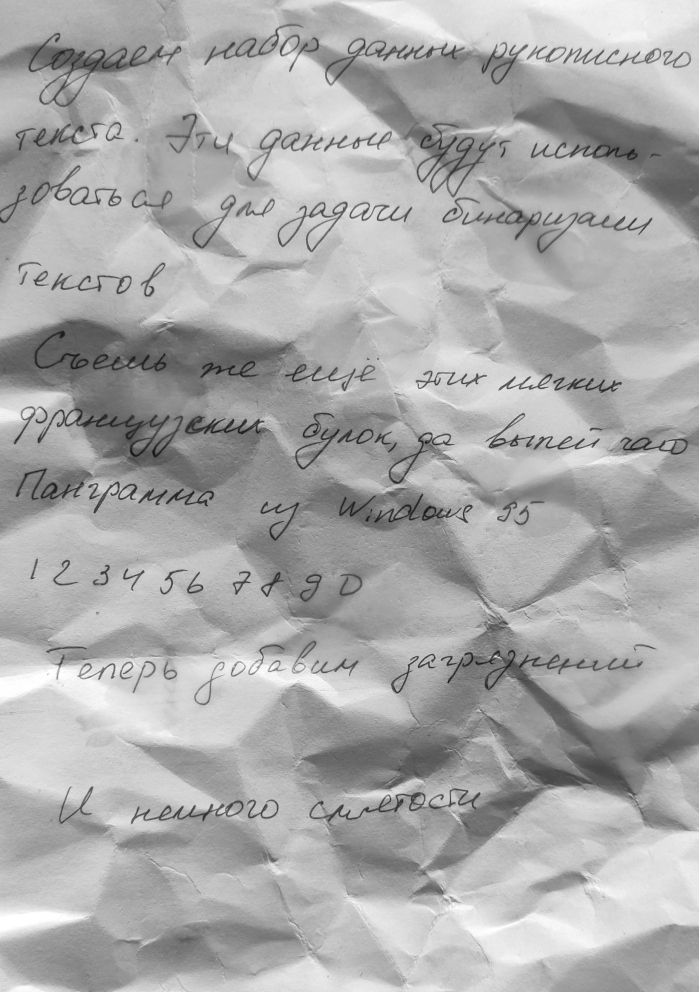 Создаем набор данных рукописного
текста. Эти данные будут исполь-
зоваться для задачи бинаризации
текстов
Съешь же ещё этих мягких
французских булок, да выпей чаю
Панграмма из Windows 95
1 2 3 4 5 6 7 8 9 0
Теперь добавим загрязнений
И немного смятости